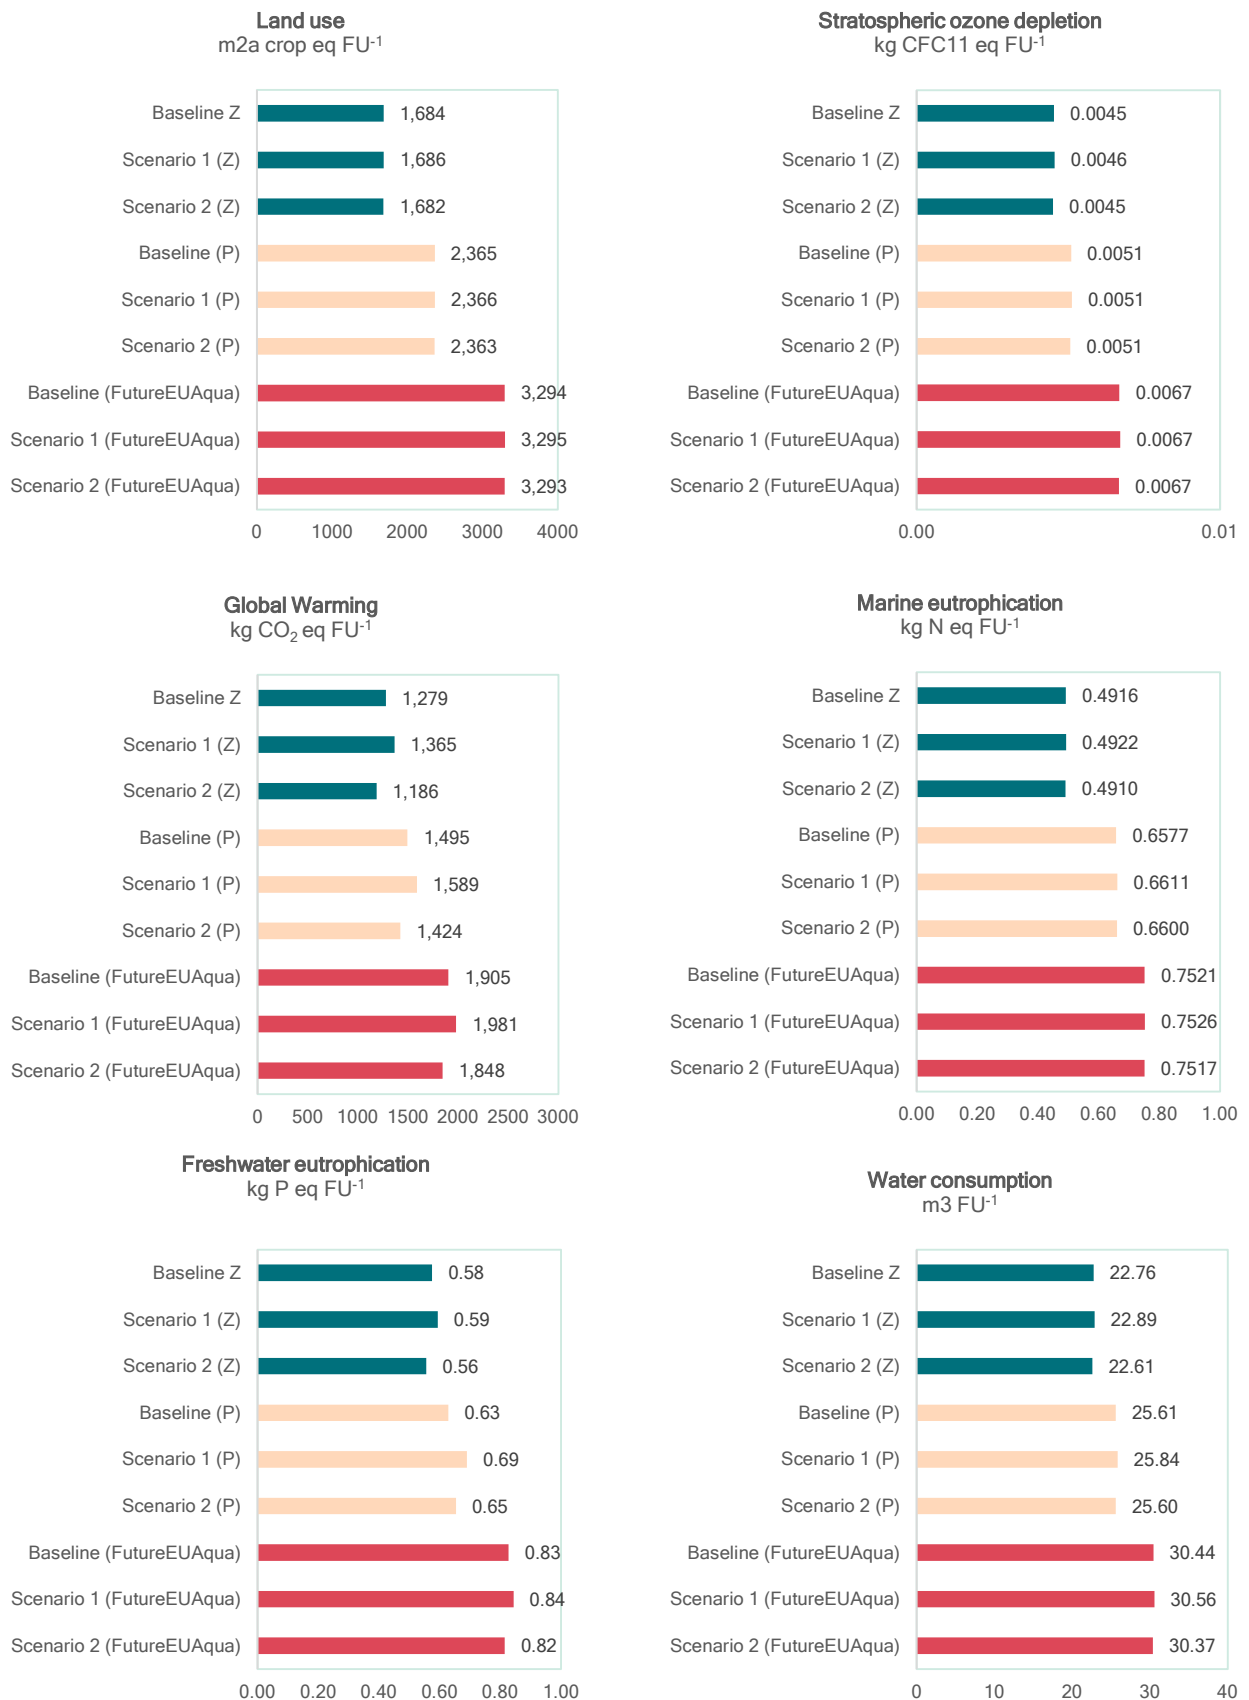 Land use
m2a crop eq FU-1
Baseline Z 1,684
Scenario 1 (Z) 1,686
Scenario 2 (Z) 1,682
Baseline (P) 2,365
Scenario 1 (P) 2,366
Scenario 2 (P) 2,363
Baseline (FutureEUAqua) 3,294
Scenario 1 (FutureEUAqua) 3,295
Scenario 2 (FutureEUAqua) 3,293
0 1000 2000 3000 4000
Stratospheric ozone depletion
kg CFC11 eq FU-1
Baseline Z 0.0045
Scenario 1 (Z) 0.0046
Scenario 2 (Z) 0.0045
Baseline (P) 0.0051
Scenario 1 (P) 0.0051
Scenario 2 (P) 0.0051
Baseline (FutureEUAqua) 0.0067
Scenario 1 (FutureEUAqua) 0.0067
Scenario 2 (FutureEUAqua) 0.0067
0.00 0.01
Global Warming
kg CO2 eq FU-1
Baseline Z 1,279
Scenario 1 (Z) 1,365
Scenario 2 (Z) 1,186
Baseline (P) 1,495
Scenario 1 (P) 1,589
Scenario 2 (P) 1,424
Baseline (FutureEUAqua) 1,905
Scenario 1 (FutureEUAqua) 1,981
Scenario 2 (FutureEUAqua) 1,848
0 500 1000 1500 2000 2500 3000
Marine eutrophication
kg N eq FU-1
Baseline Z 0.4916
Scenario 1 (Z) 0.4922
Scenario 2 (Z) 0.4910
Baseline (P) 0.6577
Scenario 1 (P) 0.6611
Scenario 2 (P) 0.6600
Baseline (FutureEUAqua) 0.7521
Scenario 1 (FutureEUAqua) 0.7526
Scenario 2 (FutureEUAqua) 0.7517
0.00 0.20 0.40 0.60 0.80 1.00
Freshwater eutrophication
kg P eq FU-1
Baseline Z 0.58
Scenario 1 (Z) 0.59
Scenario 2 (Z) 0.56
Baseline (P) 0.63
Scenario 1 (P) 0.69
Scenario 2 (P) 0.65
Baseline (FutureEUAqua) 0.83
Scenario 1 (FutureEUAqua) 0.84
Scenario 2 (FutureEUAqua) 0.82
0.00 0.20 0.40 0.60 0.80 1.00
Water consumption
m3 FU-1
Baseline Z 22.76
Scenario 1 (Z) 22.89
Scenario 2 (Z) 22.61
Baseline (P) 25.61
Scenario 1 (P) 25.84
Scenario 2 (P) 25.60
Baseline (FutureEUAqua) 30.44
Scenario 1 (FutureEUAqua) 30.56
Scenario 2 (FutureEUAqua) 30.37
0 10 20 30 40